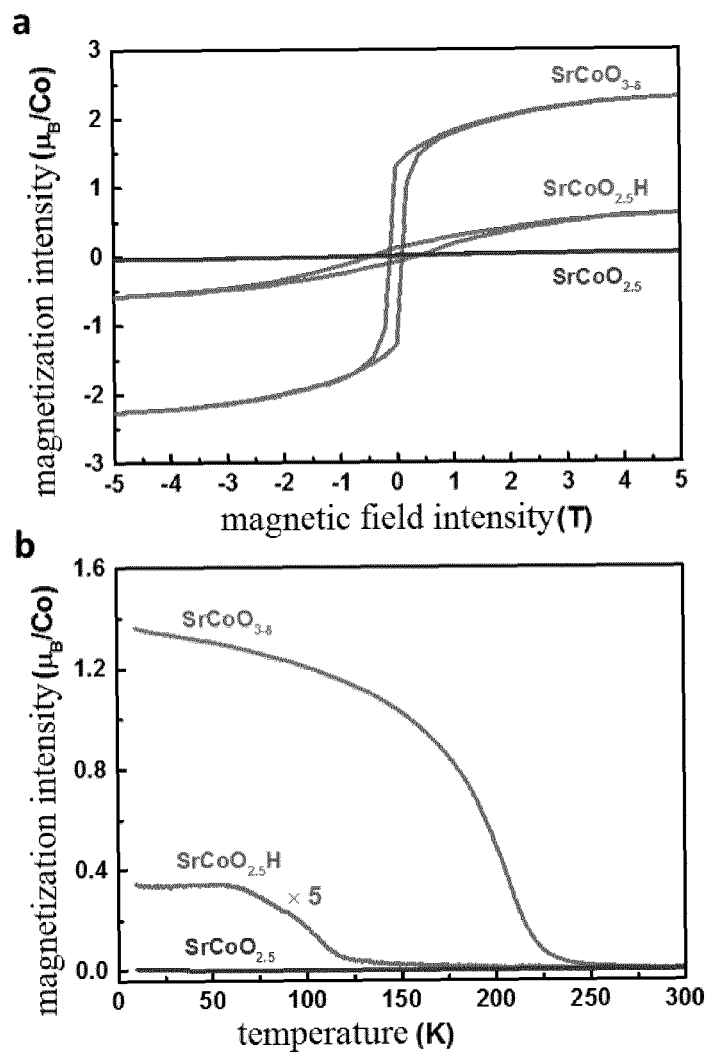 a
magnetization intensity (μB/Co)
3
2
1
0
-1
-2
-3
SrCoO3-δ
SrCoO2.5H
SrCoO2.5
-5 -4 -3 -2 -1 0 1 2 3 4 5
magnetic field intensity (T)
b
magnetization intensity (μB/Co)
1.6
1.2
0.8
0.4
0.0
SrCoO3-δ
SrCoO2.5H
× 5
SrCoO2.5
0 50 100 150 200 250 300
temperature (K)